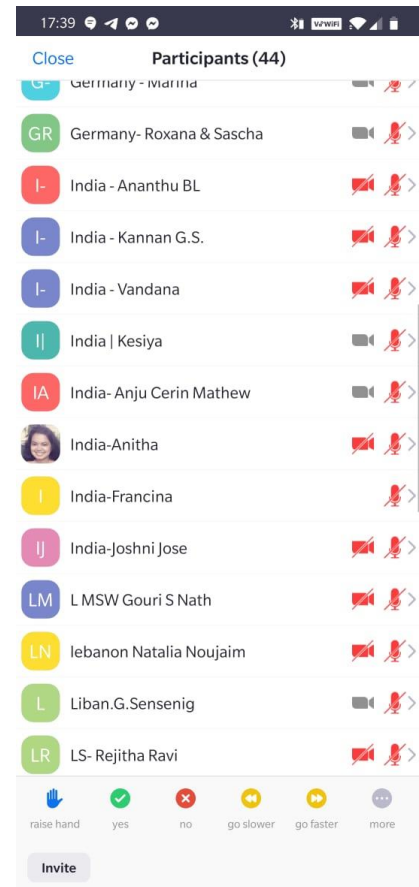 17:39
VoWiFi
Close Participants (44)
G- Germany - Marina
GR Germany- Roxana & Sascha
I- India - Ananthu BL
I- India - Kannan G.S.
I- India - Vandana
I| India | Kesiya
IA India- Anju Cerin Mathew
India-Anitha
I India-Francina
IJ India-Joshni Jose
LM L MSW Gouri S Nath
LN lebanon Natalia Noujaim
L Liban.G.Sensenig
LR LS- Rejitha Ravi
raise hand yes no go slower go faster more
Invite